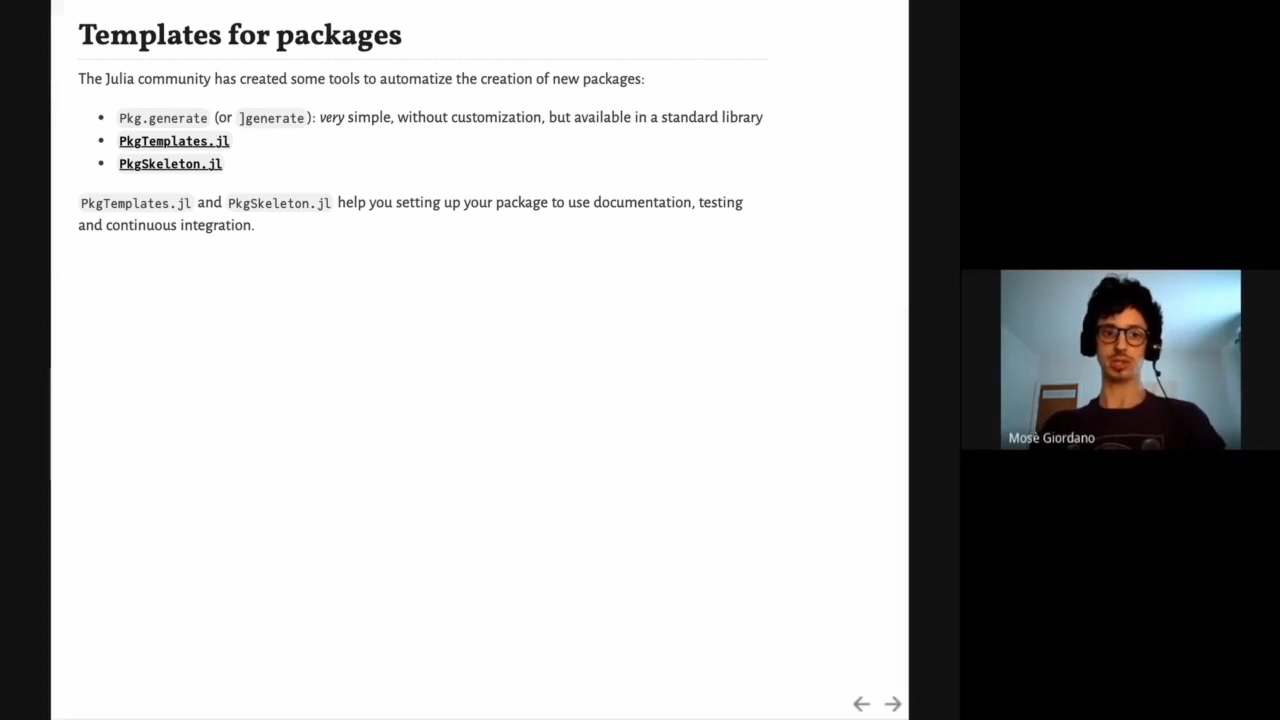 Templates for packages
The Julia community has created some tools to automatize the creation of new packages:
• Pkg.generate (or ]generate): very simple, without customization, but available in a standard library
• PkgTemplates.jl
• PkgSkeleton.jl
PkgTemplates.jl and PkgSkeleton.jl help you setting up your package to use documentation, testing
and continuous integration.
Mosè Giordano